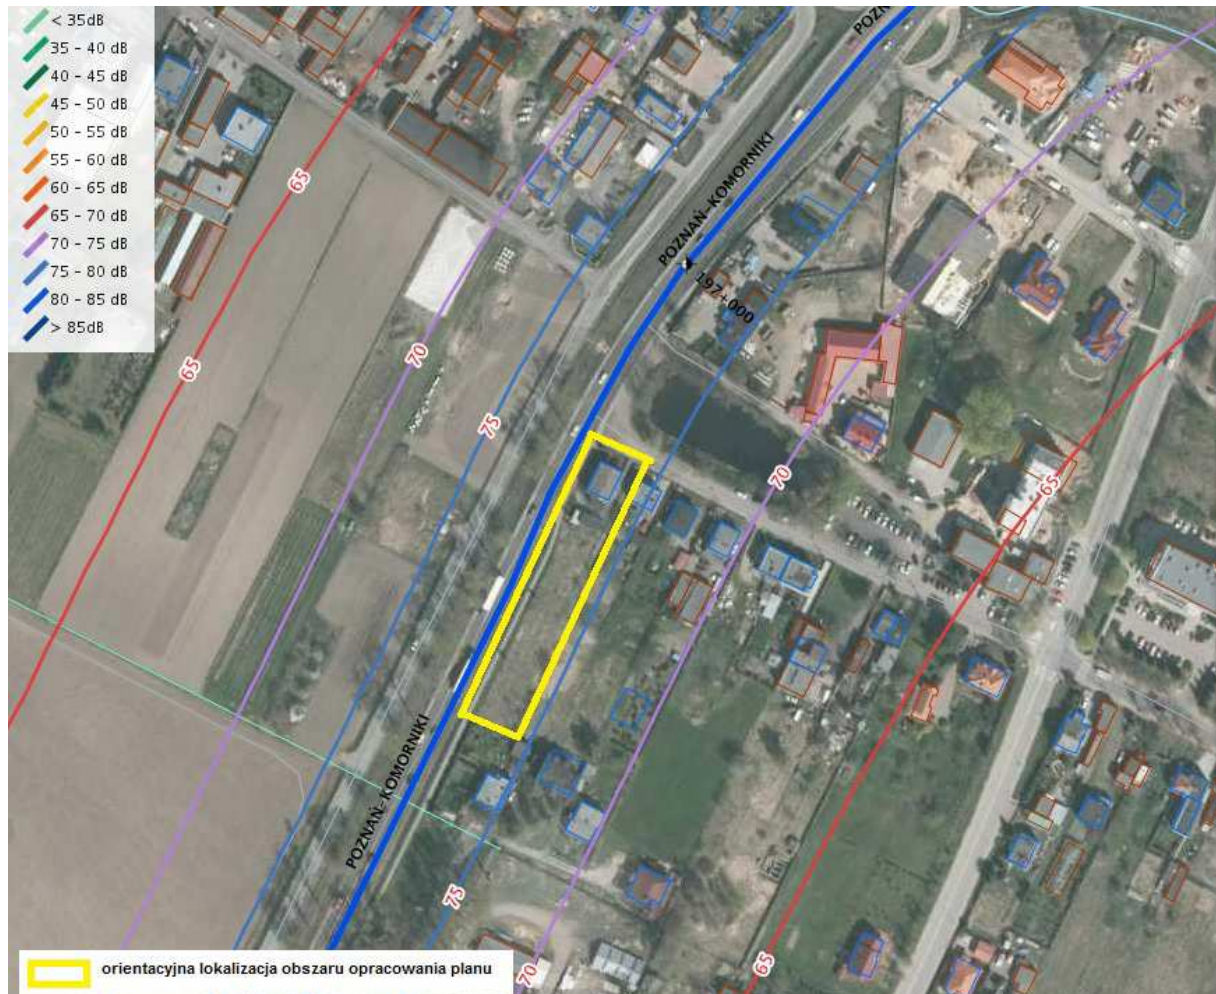 < 35dB
35 - 40 dB
40 - 45 dB
45 - 50 dB
50 - 55 dB
55 - 60 dB
60 - 65 dB
65 - 70 dB
70 - 75 dB
75 - 80 dB
80 - 85 dB
> 85dB
POZN
POZNAŃ-KOMORNIKI
197+000
65
65
70
75
70
65
POZNAŃ-KOMORNIKI
75
70
65
orientacyjna lokalizacja obszaru opracowania planu